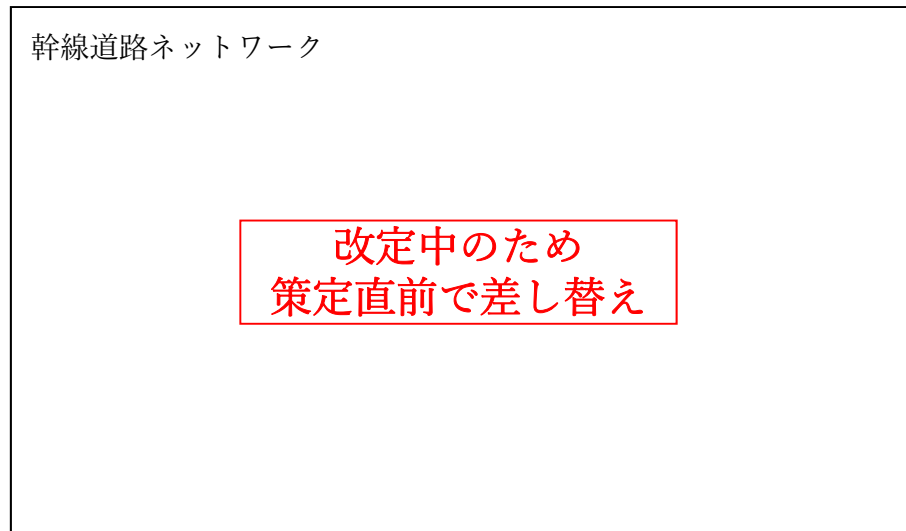 幹線道路ネットワーク
改定中のため
策定直前で差し替え